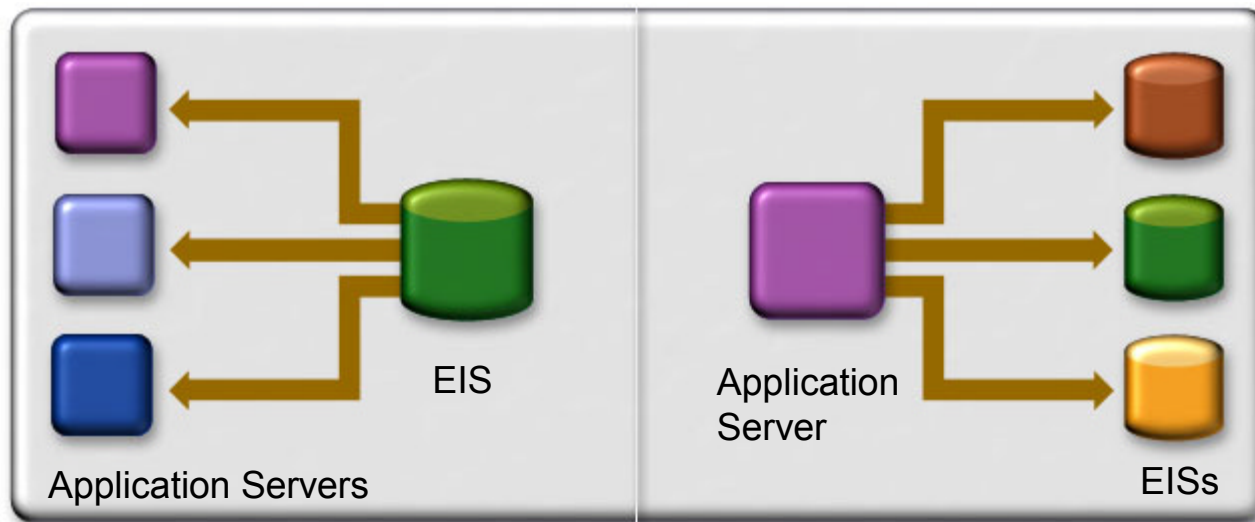 EIS
Application Servers
Application
Server
EISs